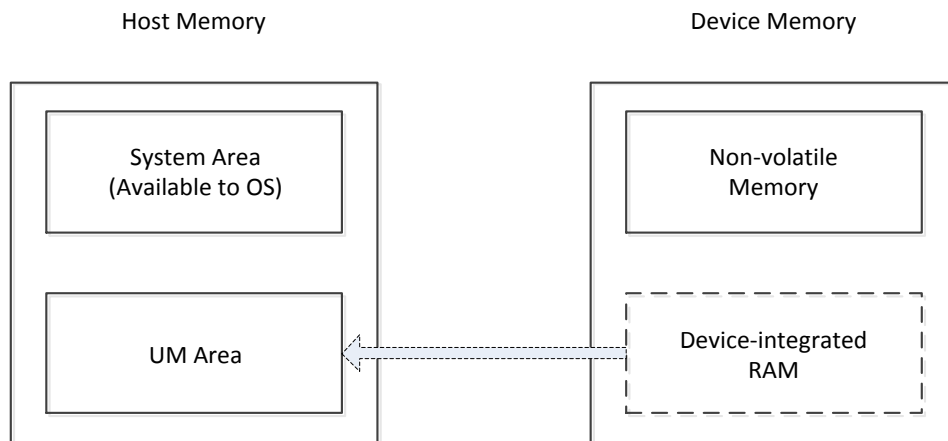 Host Memory
Device Memory
System Area
(Available to OS)
Non-volatile
Memory
UM Area
Device-integrated
RAM